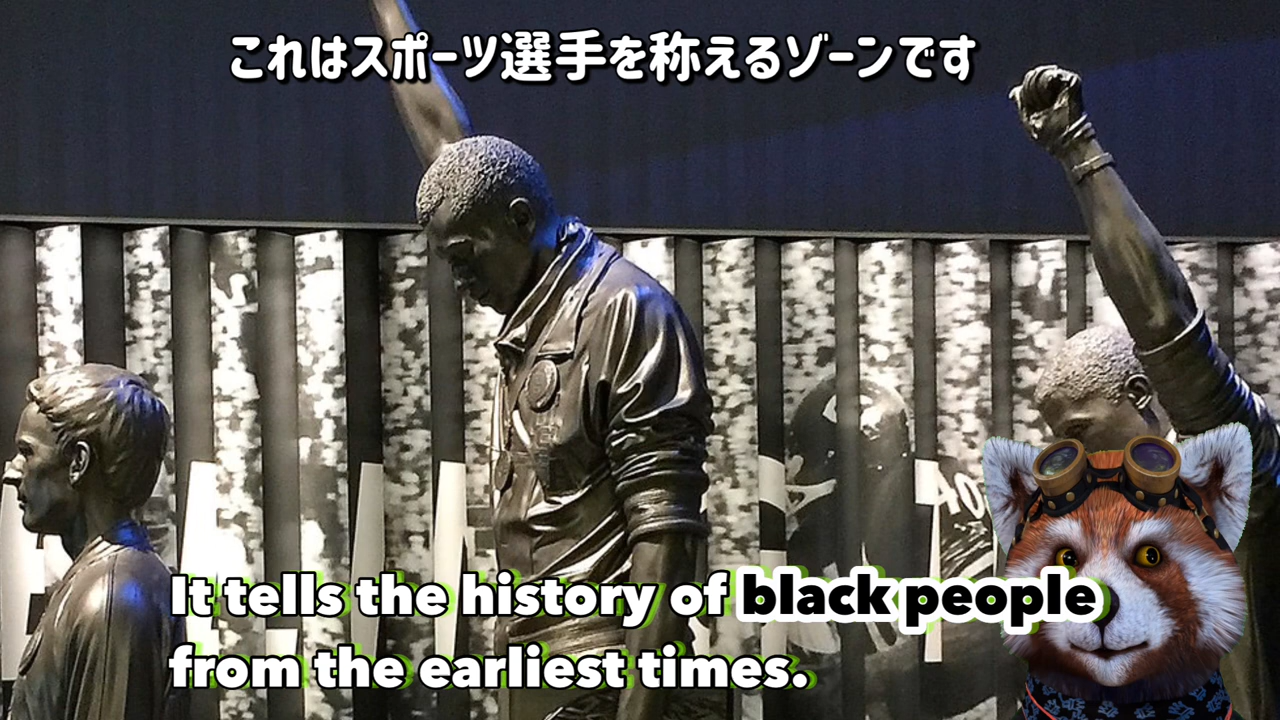 これはスポーツ選手を称えるゾーンです
It tells the history of black people
from the earliest times.